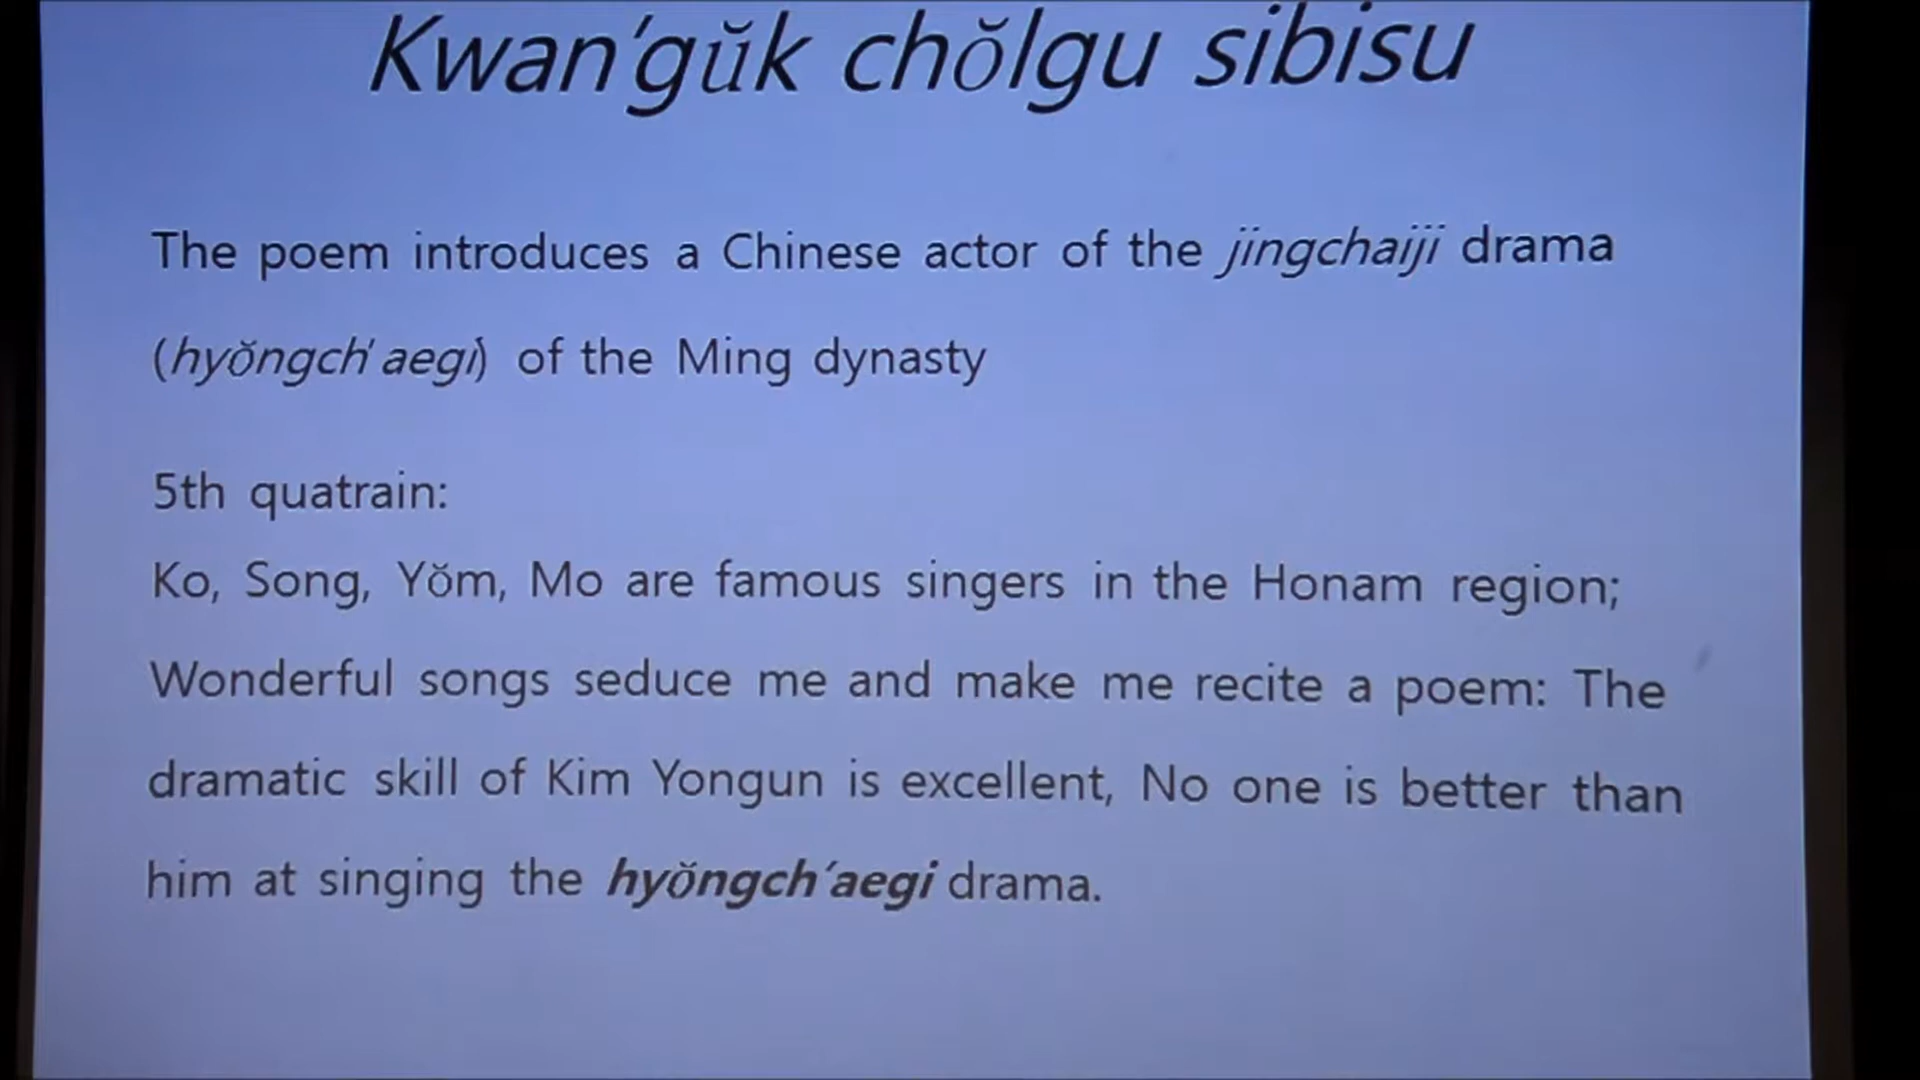 Kwan’gŭk chŏlgu sibisu
The poem introduces a Chinese actor of the jingchaiji drama
(hyŏngch’aegi) of the Ming dynasty
5th quatrain:
Ko, Song, Yŏm, Mo are famous singers in the Honam region;
Wonderful songs seduce me and make me recite a poem: The
dramatic skill of Kim Yongun is excellent, No one is better than
him at singing the hyŏngch’aegi drama.